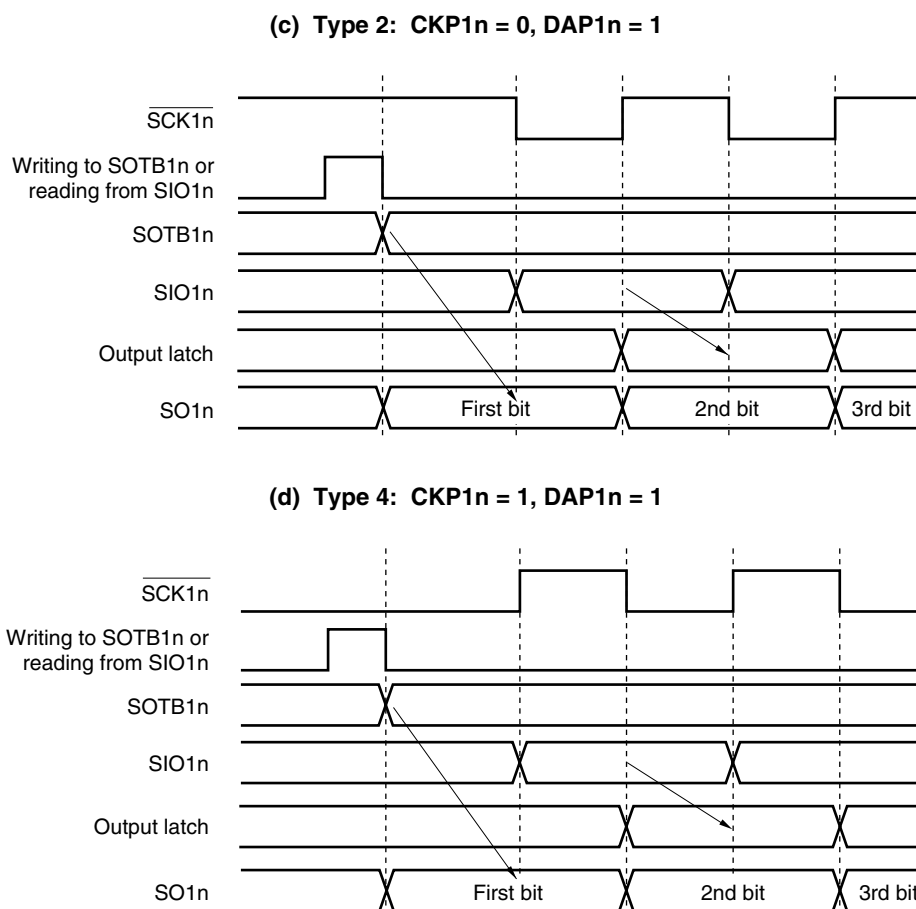 (c) Type 2: CKP1n = 0, DAP1n = 1
SCK1n
Writing to SOTB1n or
reading from SIO1n
SOTB1n
SIO1n
Output latch
SO1n
First bit
2nd bit
3rd bit
(d) Type 4: CKP1n = 1, DAP1n = 1
SCK1n
Writing to SOTB1n or
reading from SIO1n
SOTB1n
SIO1n
Output latch
SO1n
First bit
2nd bit
3rd bit